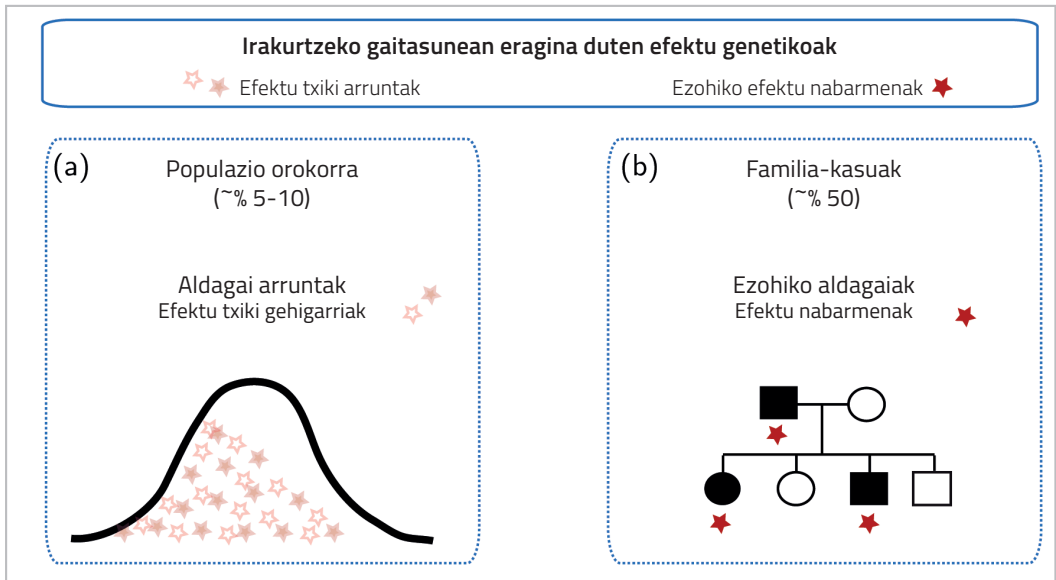 Irakurtzeko gaitasunean eragina duten efektu genetikoak
Efektu txiki arruntak
Ezohiko efektu nabarmenak
(a)
Populazio orokorra
(~% 5-10)
Aldagai arruntak
Efektu txiki gehigarriak
(b)
Familia-kasuak
(~% 50)
Ezohiko aldagaiak
Efektu nabarmenak